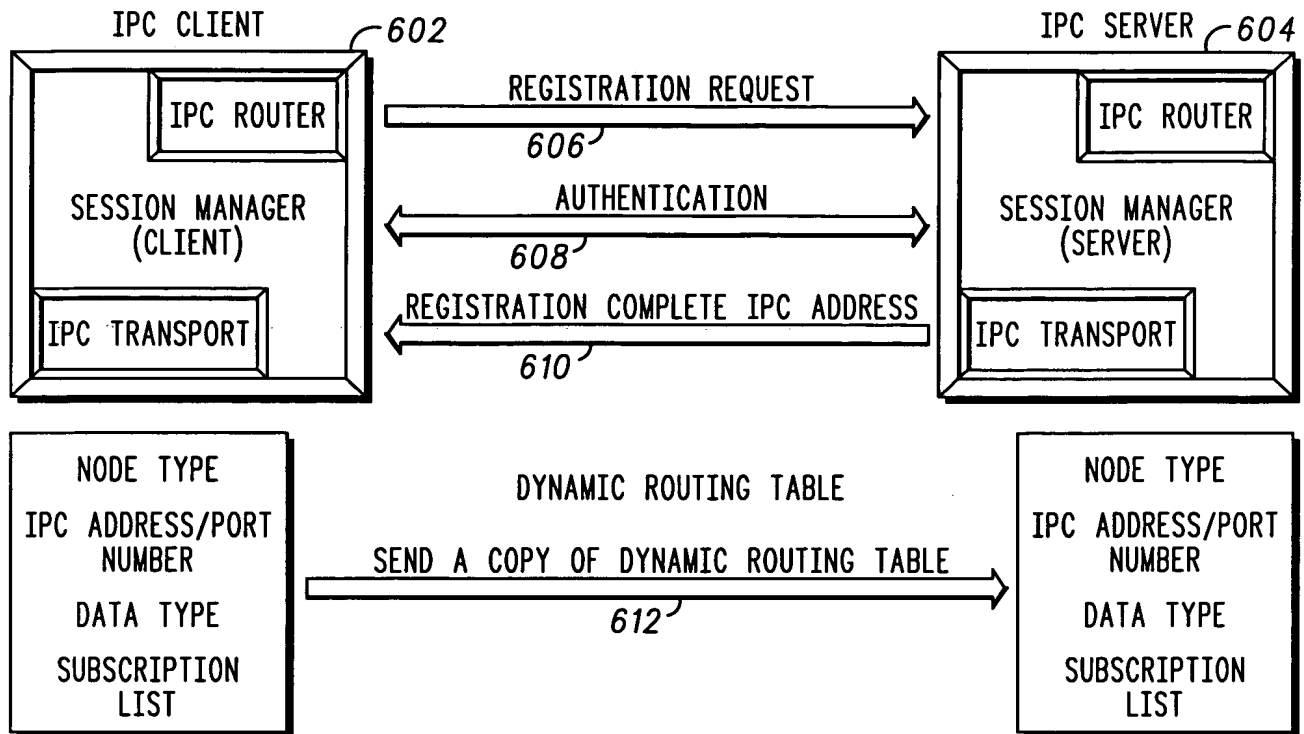 IPC CLIENT
602
IPC SERVER
604
IPC ROUTER
SESSION MANAGER
(CLIENT)
IPC TRANSPORT
REGISTRATION REQUEST
606
AUTHENTICATION
608
REGISTRATION COMPLETE IPC ADDRESS
610
IPC ROUTER
SESSION MANAGER
(SERVER)
IPC TRANSPORT
NODE TYPE
IPC ADDRESS/PORT
NUMBER
DATA TYPE
SUBSCRIPTION
LIST
DYNAMIC ROUTING TABLE
SEND A COPY OF DYNAMIC ROUTING TABLE
612
NODE TYPE
IPC ADDRESS/PORT
NUMBER
DATA TYPE
SUBSCRIPTION
LIST